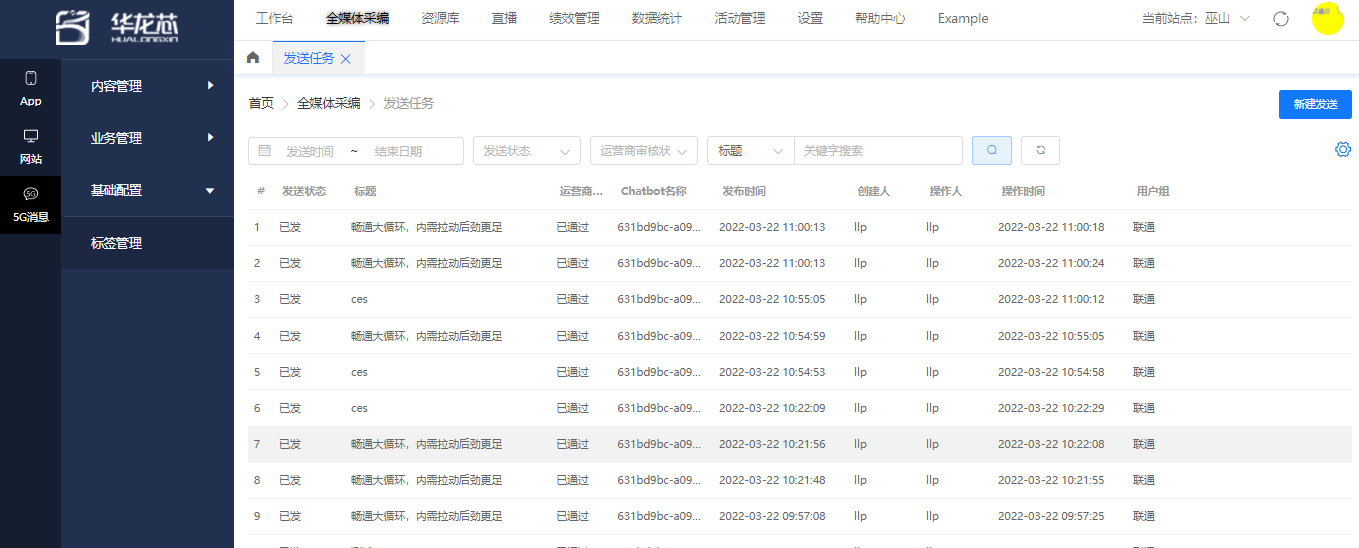 华龙芯
HUALONGXIN
工作台 全媒体采编 资源库 直播 绩效管理 数据统计 活动管理 设置 帮助中心 Example 当前站点：巫山
App
网站
5G
5G消息
内容管理
业务管理
基础配置
标签管理
发送任务
首页 全媒体采编 发送任务
新建发送
发送时间 ~ 结束日期 发送状态 运营商审核状 标题 关键字搜索
# 发送状态 标题 运营商... Chatbot名称 发布时间 创建人 操作人 操作时间 用户组
1 已发 畅通大循环，内需拉动后劲更足 已通过 631bd9bc-a09... 2022-03-22 11:00:13 llp llp 2022-03-22 11:00:18 联通
2 已发 畅通大循环，内需拉动后劲更足 已通过 631bd9bc-a09... 2022-03-22 11:00:13 llp llp 2022-03-22 11:00:24 联通
3 已发 ces 已通过 631bd9bc-a09... 2022-03-22 10:55:05 llp llp 2022-03-22 11:00:12 联通
4 已发 畅通大循环，内需拉动后劲更足 已通过 631bd9bc-a09... 2022-03-22 10:54:59 llp llp 2022-03-22 10:55:05 联通
5 已发 ces 已通过 631bd9bc-a09... 2022-03-22 10:54:53 llp llp 2022-03-22 10:54:58 联通
6 已发 ces 已通过 631bd9bc-a09... 2022-03-22 10:22:09 llp llp 2022-03-22 10:22:29 联通
7 已发 畅通大循环，内需拉动后劲更足 已通过 631bd9bc-a09... 2022-03-22 10:21:56 llp llp 2022-03-22 10:22:08 联通
8 已发 畅通大循环，内需拉动后劲更足 已通过 631bd9bc-a09... 2022-03-22 10:21:48 llp llp 2022-03-22 10:21:55 联通
9 已发 畅通大循环，内需拉动后劲更足 已通过 631bd9bc-a09... 2022-03-22 09:57:08 llp llp 2022-03-22 09:57:25 联通